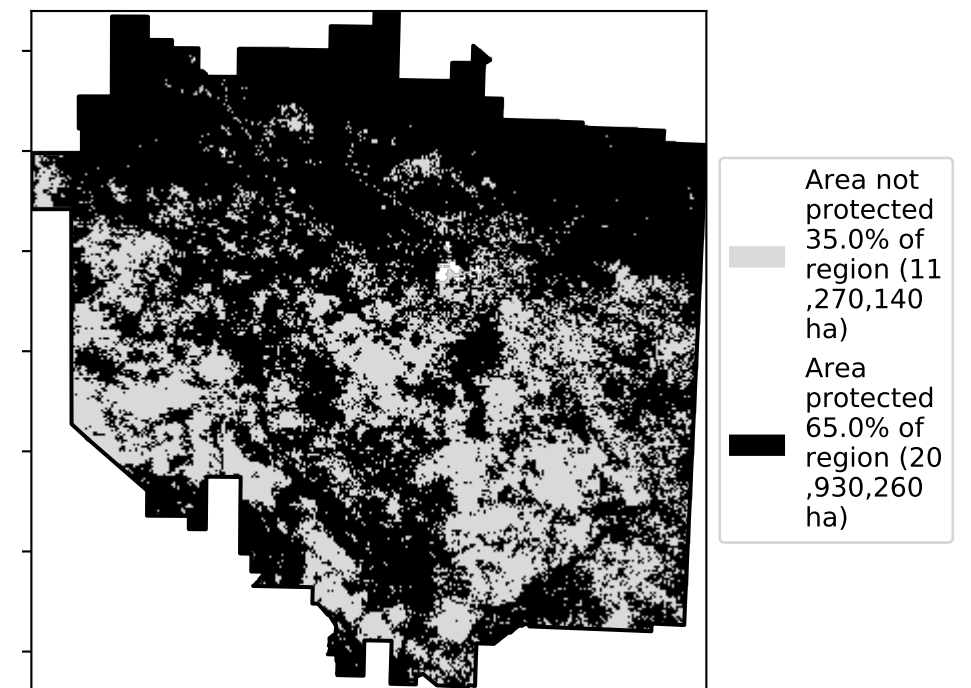 Area not
protected
35.0% of
region (11
,270,140
ha)
Area
protected
65.0% of
region (20
,930,260
ha)